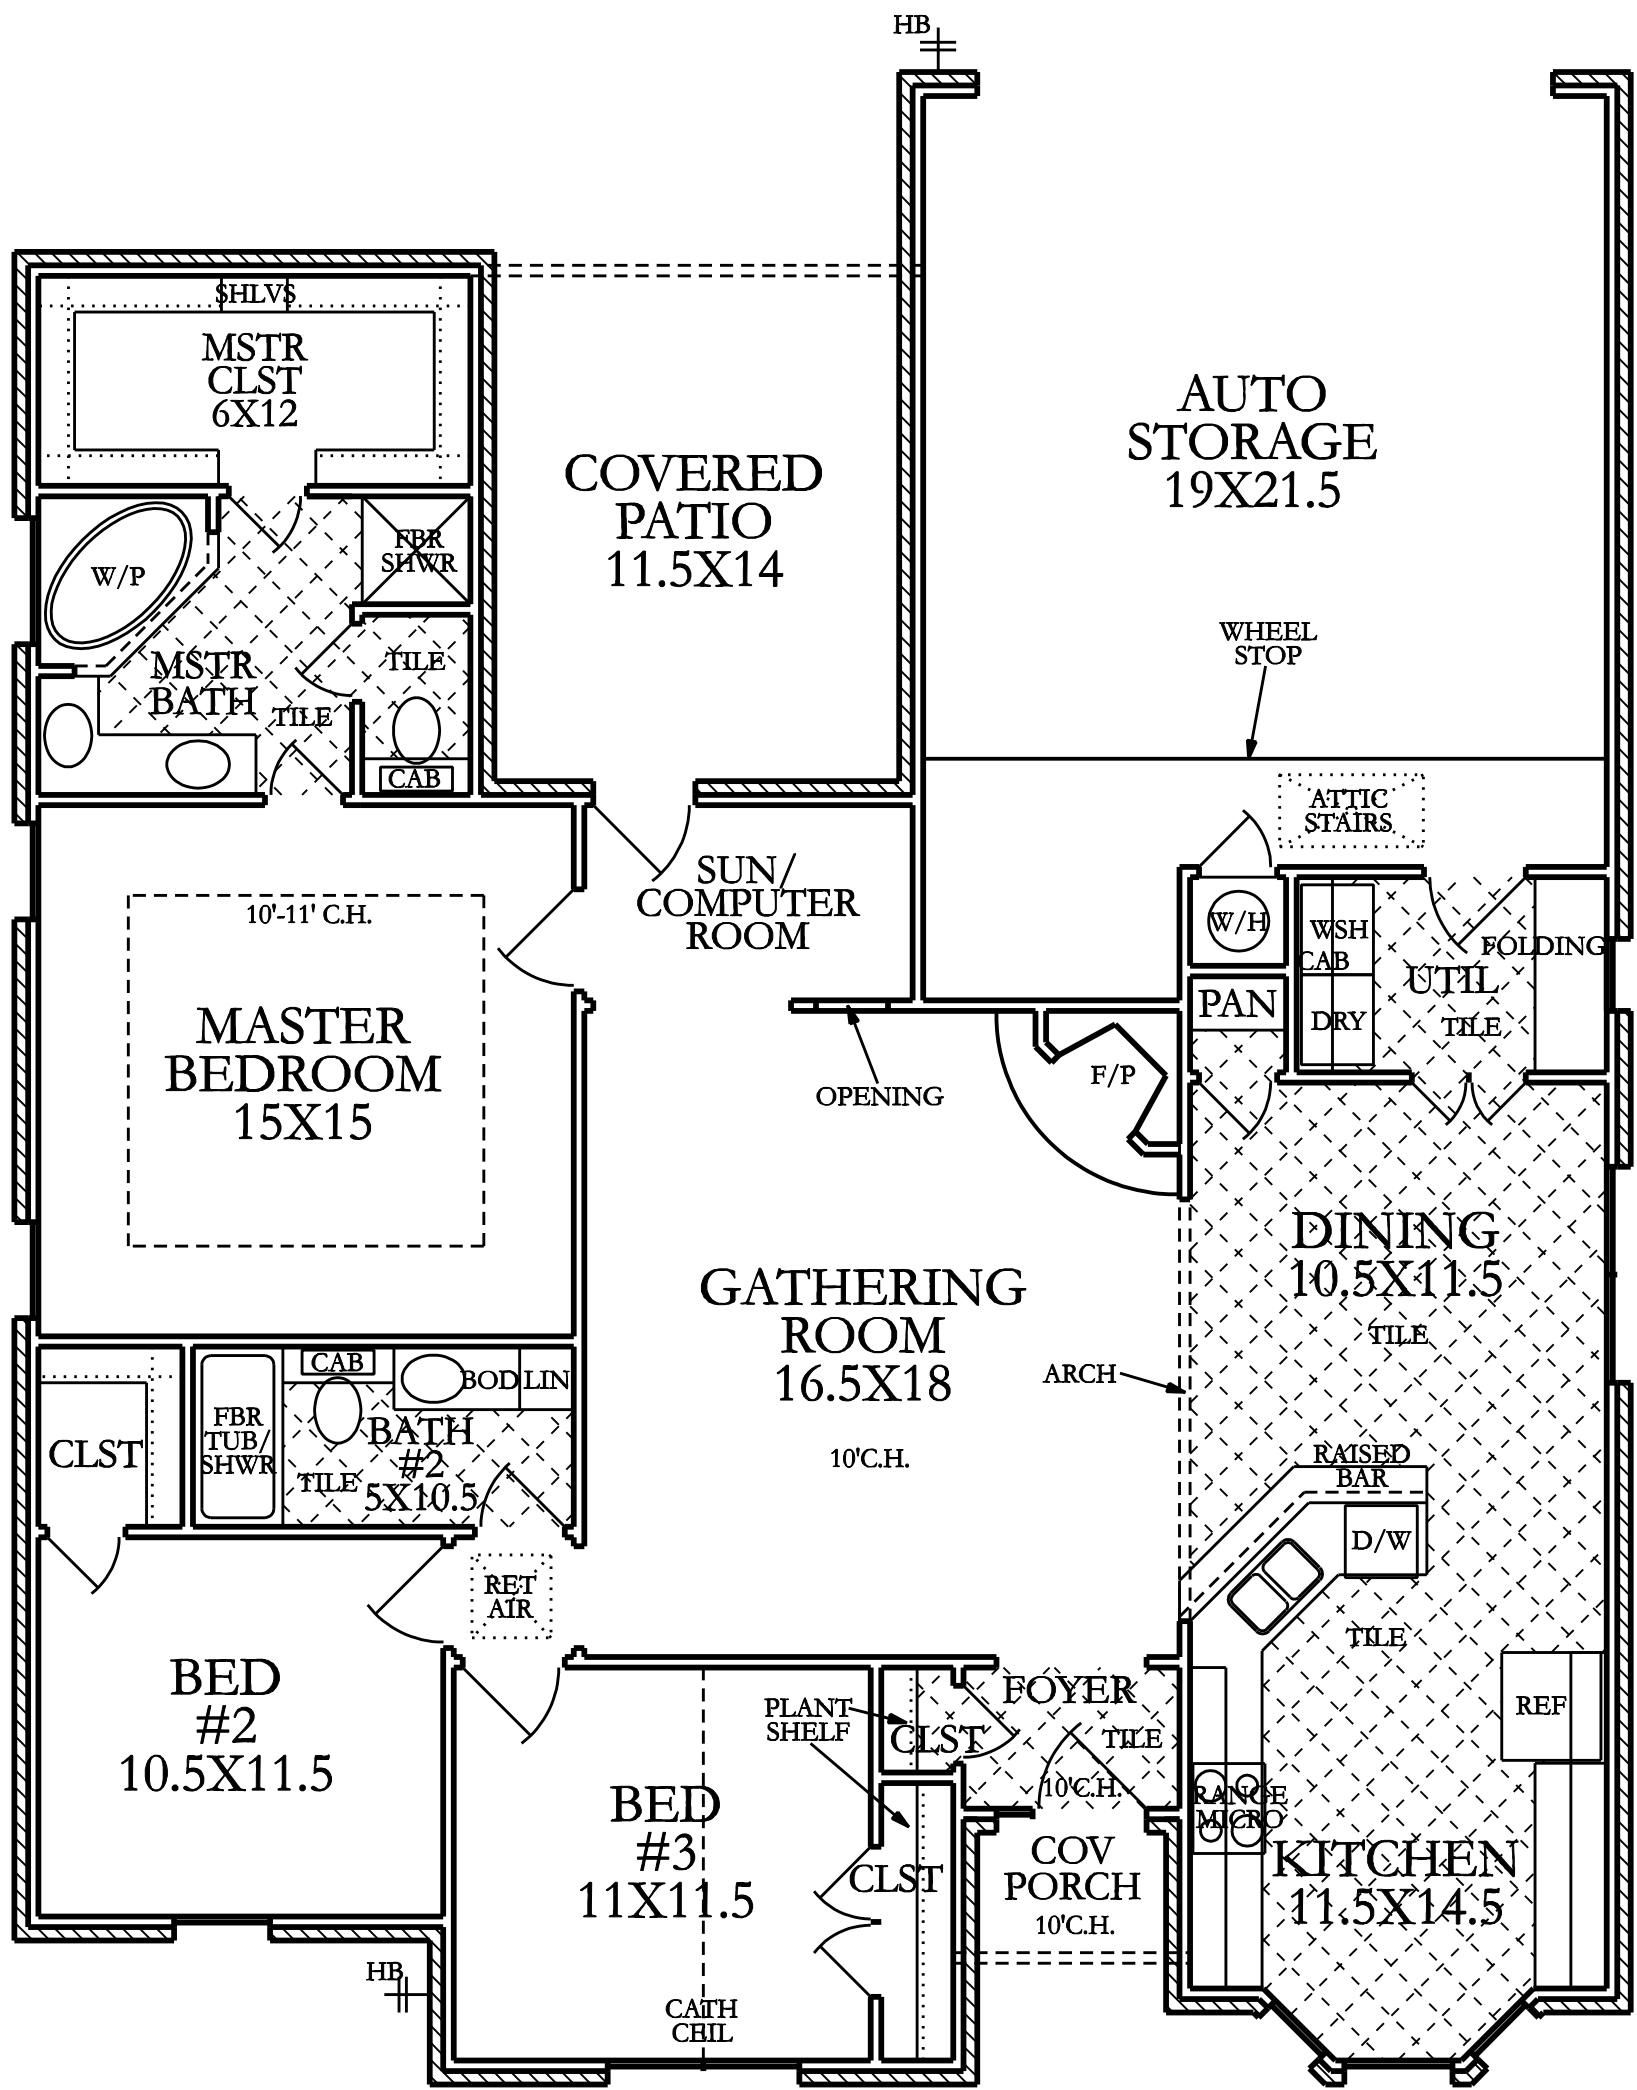 HB
SHLVS
MSTR
CLST
6X12
AUTO
STORAGE
19X21.5
COVERED
PATIO
11.5X14
FBR
SHWR
W/P
WHEEL
STOP
TILE
MSTR
BATH
TILE
CAB
ATTIC
STAIRS
SUN/
COMPUTER
ROOM
10'-11' C.H.
W/H
WSH
CAB
DRY
FOLDING
UTIL
TILE
PAN
MASTER
BEDROOM
15X15
OPENING
F/P
DINING
10.5X11.5
TILE
GATHERING
ROOM
16.5X18
10'C.H.
ARCH
CAB
BOD
LIN
CLST
FBR
TUB/
SHWR
BATH
#2
5X10.5
TILE
RAISED
BAR
D/W
RET
AIR
TILE
BED
#2
10.5X11.5
PLANT
SHELF
CLST
FOYER
TILE
10'C.H.
REF
RANGE
MICRO
BED
#3
11X11.5
CLST
COV
PORCH
10'C.H.
KITCHEN
11.5X14.5
HB
CATH
CEIL